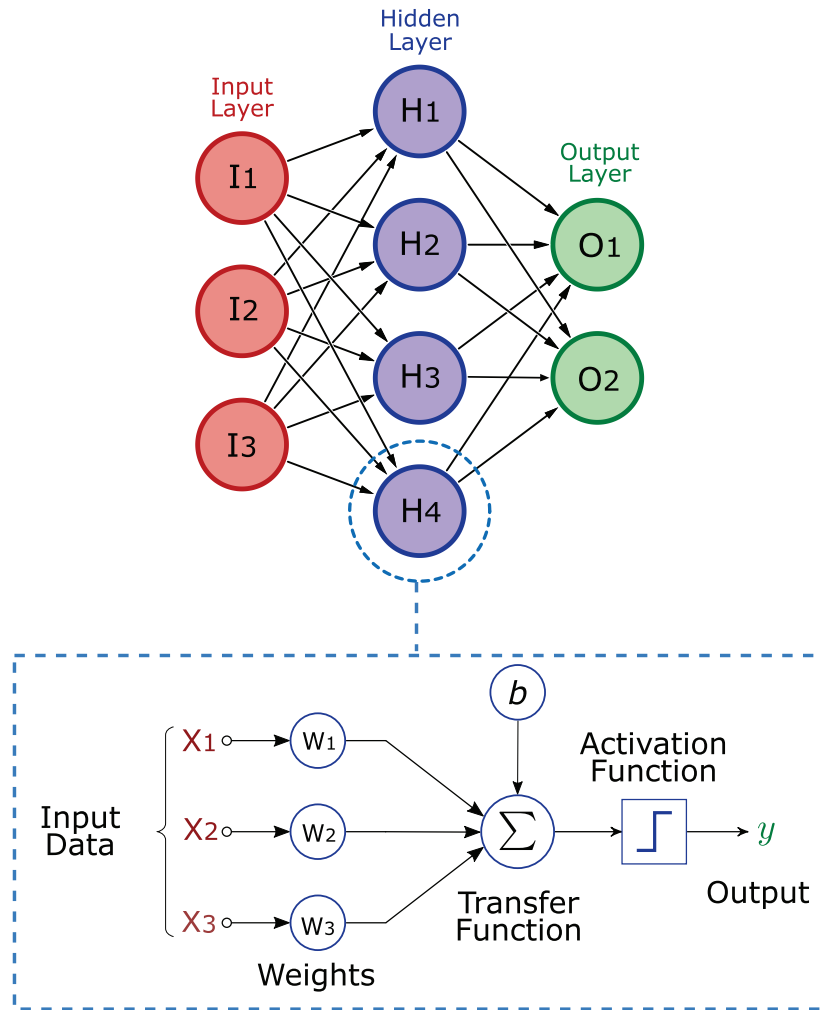 Hidden
Layer
Input
Layer
Output
Layer
H1
I1
H2
O1
I2
H3
O2
I3
H4
b
X1
W1
Activation
Function
Input
Data
X2
W2
Σ
y
X3
W3
Transfer
Function
Output
Weights